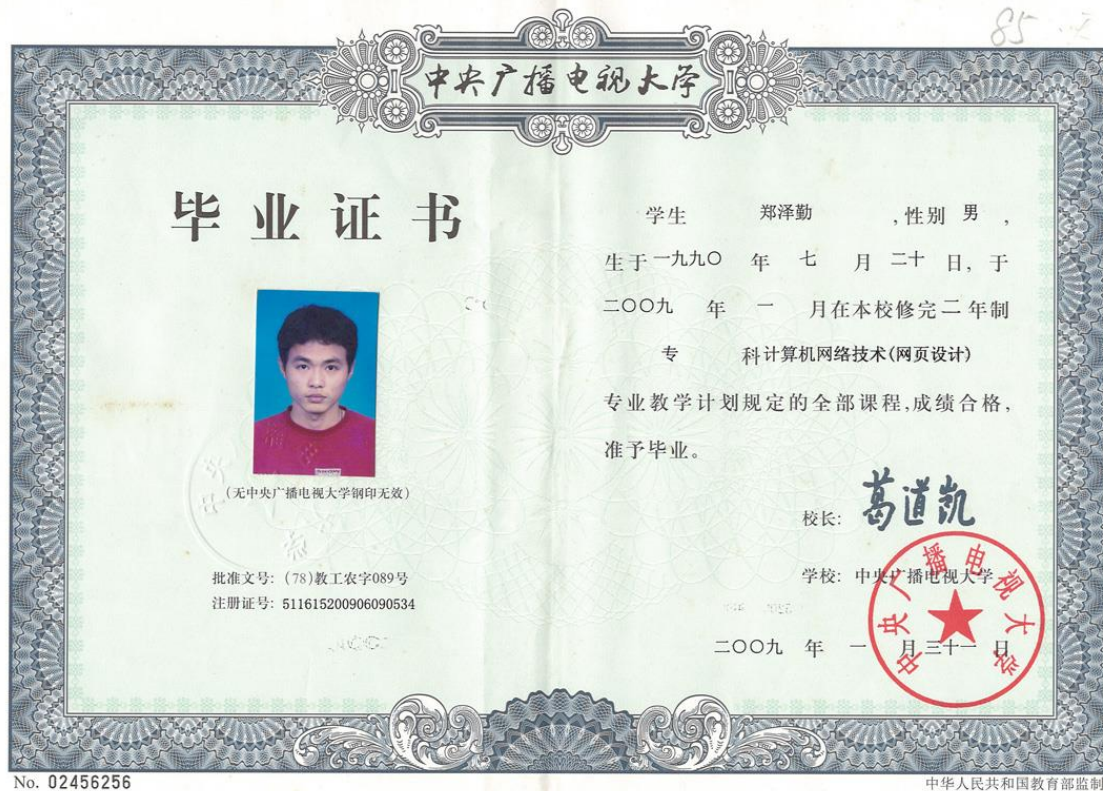 85
中央广播电视大学
毕业证书
(无中央广播电视大学钢印无效)
批准文号: (78)教工农字089号
注册证号: 511615200906090534
学生 郑泽勤 , 性别 男 ,
生于一九九〇 年 七 月 二十 日, 于
二〇〇九 年 一 月在本校修完二年制
专 科计算机网络技术(网页设计)
专业教学计划规定的全部课程,成绩合格,
准予毕业。
校长: 葛道凯
学校: 中央广播电视大学
二〇〇九 年 一 月三十一 日
中央广播电视大学
No. 02456256
中华人民共和国教育部监制